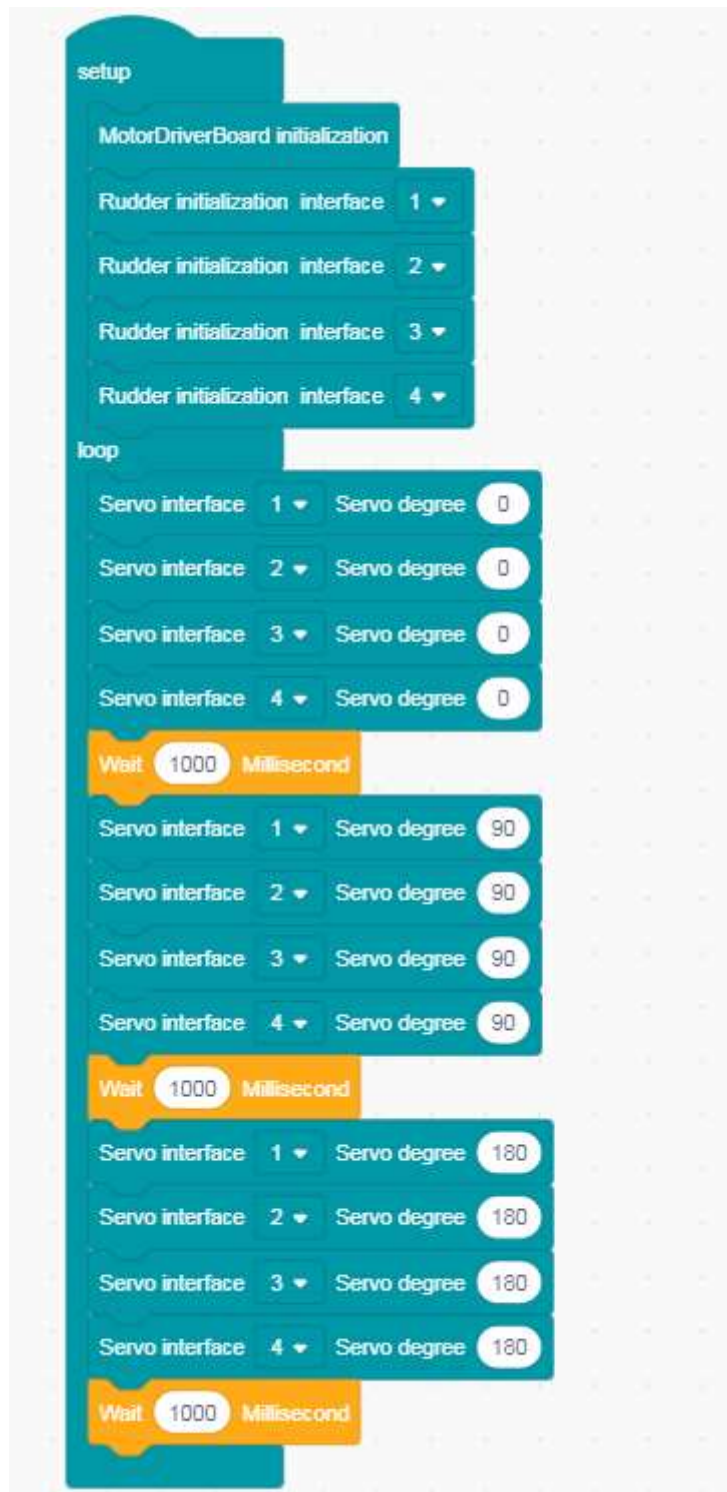 setup
MotorDriverBoard initialization
Rudder initialization interface 1
Rudder initialization interface 2
Rudder initialization interface 3
Rudder initialization interface 4
loop
Servo interface 1 Servo degree 0
Servo interface 2 Servo degree 0
Servo interface 3 Servo degree 0
Servo interface 4 Servo degree 0
Wait 1000 Millisecond
Servo interface 1 Servo degree 90
Servo interface 2 Servo degree 90
Servo interface 3 Servo degree 90
Servo interface 4 Servo degree 90
Wait 1000 Millisecond
Servo interface 1 Servo degree 180
Servo interface 2 Servo degree 180
Servo interface 3 Servo degree 180
Servo interface 4 Servo degree 180
Wait 1000 Millisecond